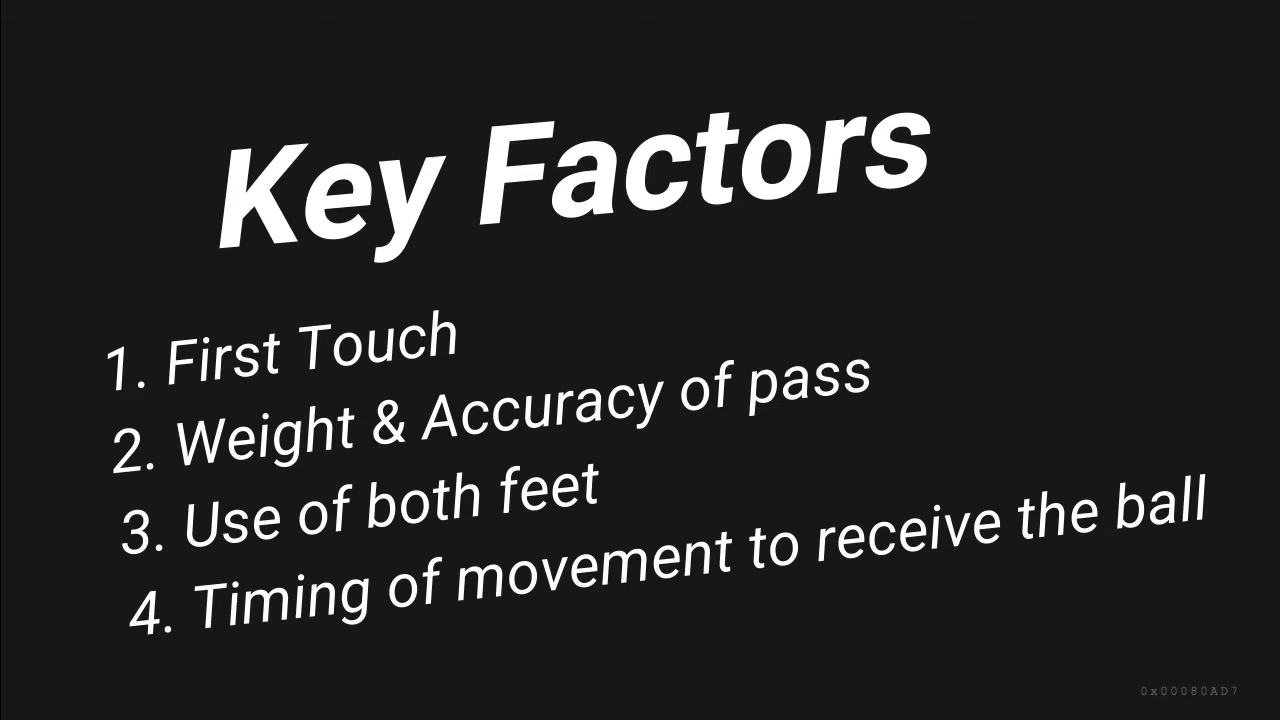 Key Factors
1. First Touch
2. Weight & Accuracy of pass
3. Use of both feet
4. Timing of movement to receive the ball
0x00080AD7